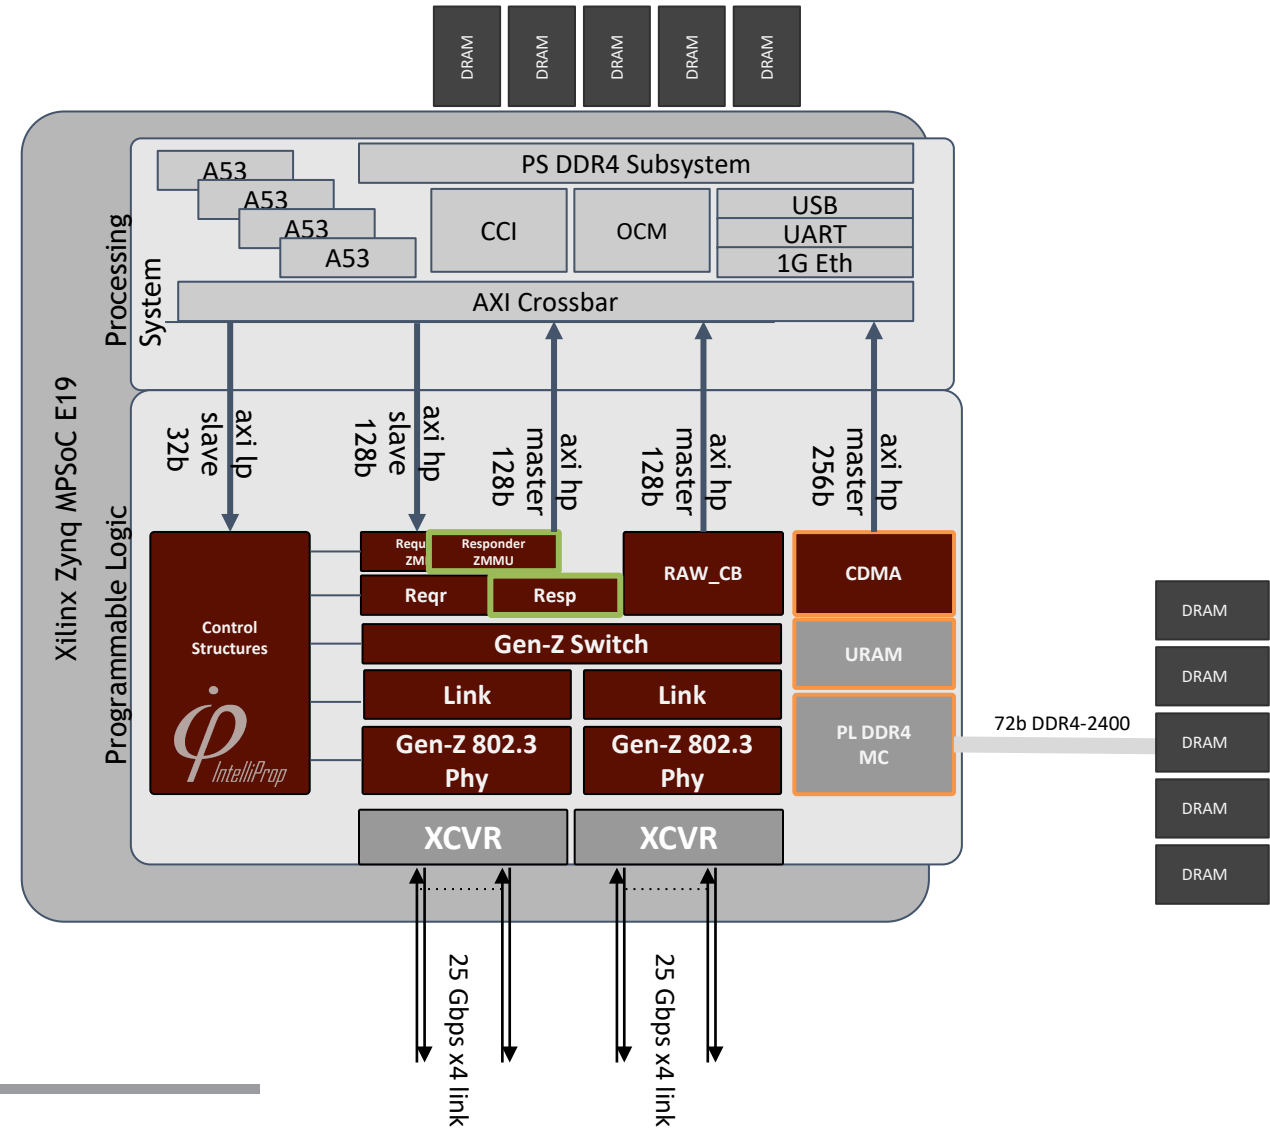 DRAM
DRAM
DRAM
DRAM
DRAM
Xilinx Zynq MPSoC E19
Processing
System
A53
A53
A53
A53
PS DDR4 Subsystem
CCI
OCM
USB
UART
1G Eth
AXI Crossbar
Programmable Logic
axi lp
slave
32b
axi hp
slave
128b
axi hp
master
128b
axi hp
master
128b
axi hp
master
256b
Control
Structures
IntelliProp
Requ
ZM
Responder
ZMMU
Reqr
Resp
RAW_CB
CDMA
Gen-Z Switch
URAM
Link
Link
Gen-Z 802.3
Phy
Gen-Z 802.3
Phy
PL DDR4
MC
72b DDR4-2400
DRAM
DRAM
DRAM
DRAM
DRAM
XCVR
XCVR
25 Gbps x4 link
25 Gbps x4 link